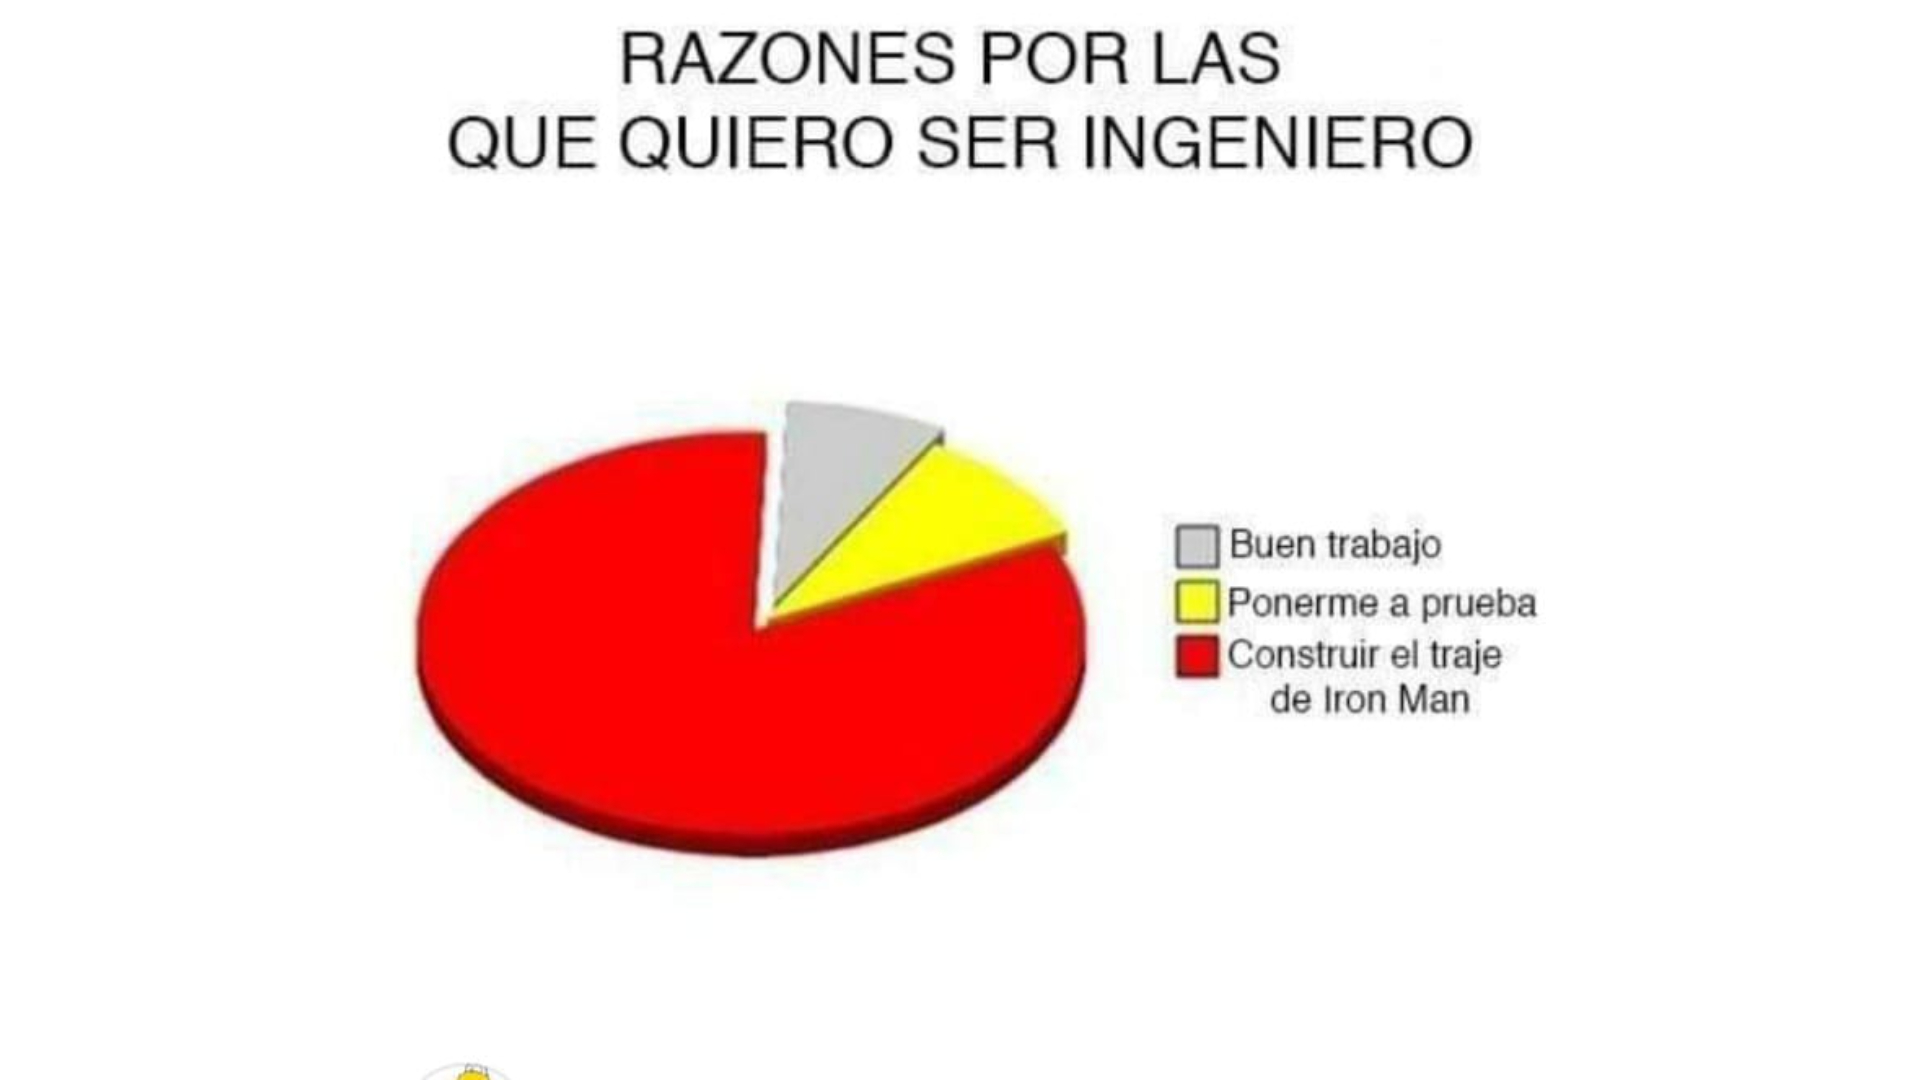 RAZONES POR LAS
QUE QUIERO SER INGENIERO
Buen trabajo
Ponerme a prueba
Construir el traje
de Iron Man